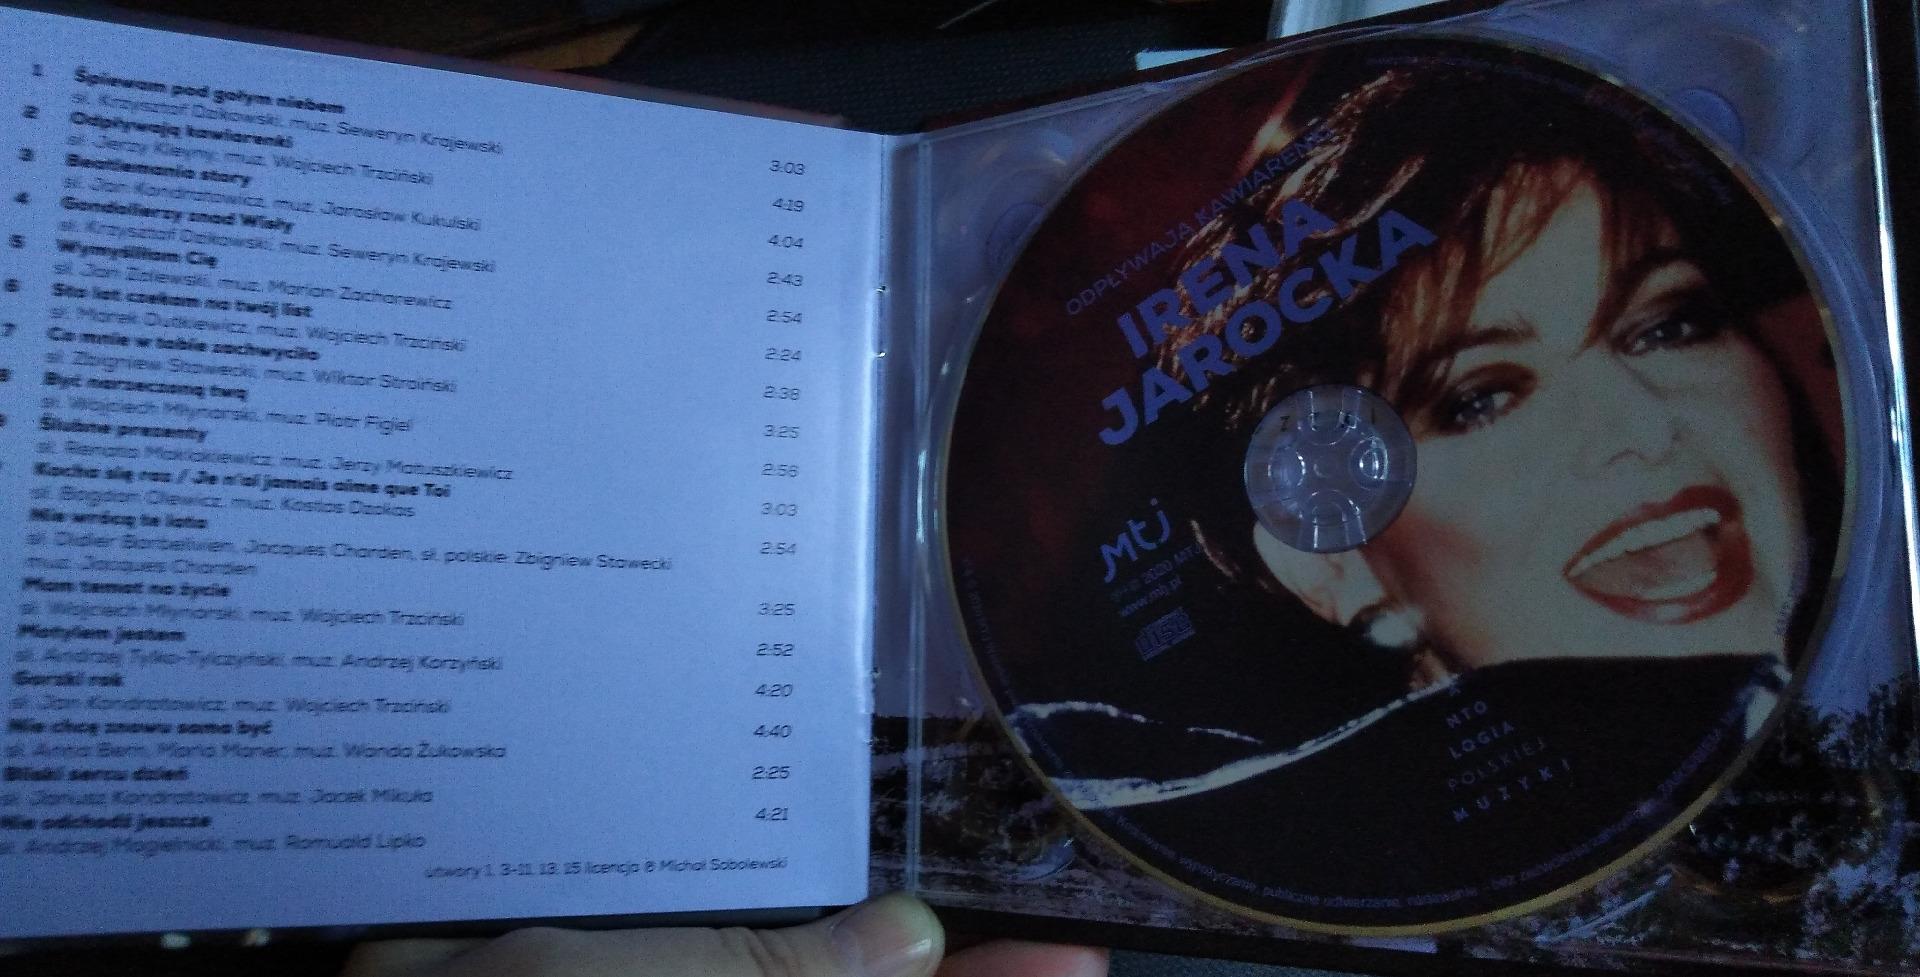 1 Śpiewam pod gołym niebem
sł. Krzysztof Dzikowski, muz. Seweryn Krajewski 3:03
2 Odpływają kawiarenki
sł. Jerzy Kleyny, muz. Wojciech Trzciński 4:19
3 Beatlemania story
sł. Jan Kondratowicz, muz. Jarosław Kukulski 4:04
4 Gondolierzy znad Wisły
sł. Krzysztof Dzikowski, muz. Seweryn Krajewski 2:43
5 Wymyśliłam Cię
sł. Jan Zalewski, muz. Marian Zacharewicz 2:54
6 Sto lat czekam na twój list
sł. Marek Dutkiewicz, muz. Wojciech Trzciński 2:24
7 Co mnie w tobie zachwyciło
sł. Zbigniew Stawecki, muz. Wiktor Stroiński 2:38
8 Być narzeczoną twą
sł. Wojciech Młynarski, muz. Piotr Figiel 3:25
9 Ślubne prezenty
sł. Renata Maklakiewicz, muz. Jerzy Matuszkiewicz 2:56
Kocha się raz / Je n'ai jamais aime que Toi
sł. Bogdan Olewicz, muz. Kostas Dzokas 3:03
Nie wrócą te lata
sł. Didier Barbelivien, Jacques Charden, sł. polskie: Zbigniew Stawecki 2:54
muz. Jacques Charden
Mam temat na życie
sł. Wojciech Młynarski, muz. Wojciech Trzciński 3:25
Motylem jestem
sł. Andrzej Tylko-Tylczyński, muz. Andrzej Korzyński 2:52
Gorski rok
sł. Jan Kondratowicz, muz. Wojciech Trzciński 4:20
Nie chcę znowu sama być
sł. Anna Bern, Maria Maner, muz. Wanda Żukowska 4:40
Bliski sercu dzień
sł. Janusz Kondratowicz, muz. Jacek Mikuła 2:25
Nie odchodź jeszcze
sł. Andrzej Mogielnicki, muz. Romuald Lipko 4:21
utwory 1, 3-11, 13, 15 licencja ℗ Michał Sobolewski
ODPŁYWAJĄ KAWIARENKI
IRENA
JAROCKA
MTJ
℗+© 2020 MTJ
www.mtj.pl
A
NTO
LOGIA
POLSKIEJ
MUZYKI